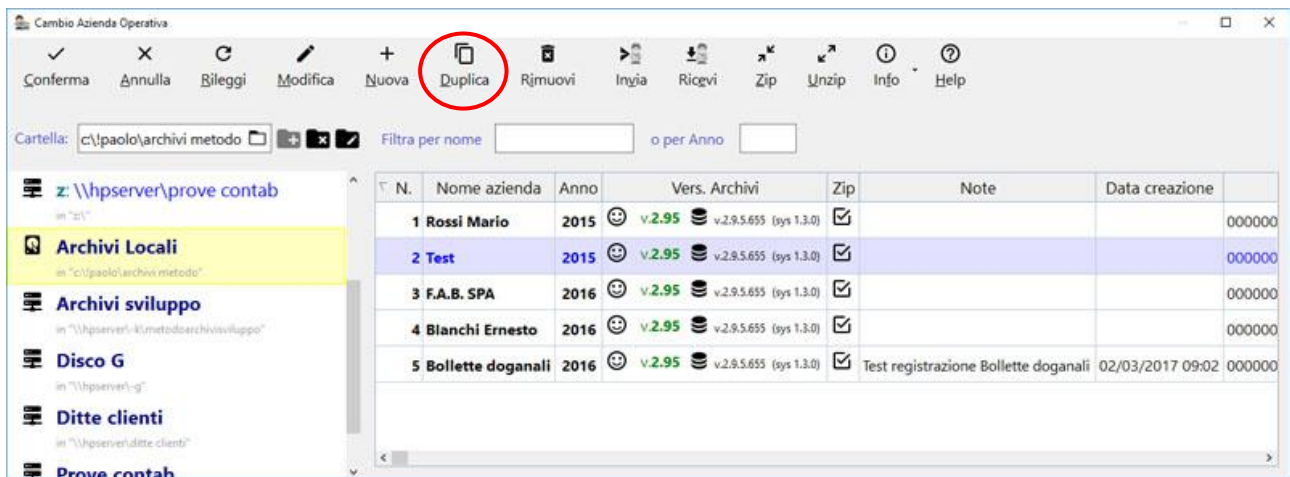 Cambio Azienda Operativa
Conferma Annulla Rileggi Modifica Nuova Duplica Rimuovi Invia Ricevi Zip Unzip Info Help
Cartella: c:\!paolo\archivi metodo Filtra per nome o per Anno
z: \\hpserver\prove contab
in "z:\"
Archivi Locali
in "c:\!paolo\archivi metodo"
Archivi sviluppo
in "\\hpserver\-k\metodoarchivisviluppo"
Disco G
in "\\hpserver\-g"
Ditte clienti
in "\\hpserver\ditte clienti"
Prove contab
N. Nome azienda Anno Vers. Archivi Zip Note Data creazione
1 Rossi Mario 2015 v.2.95 v.2.9.5.655 (sys 1.3.0) 000000
2 Test 2015 v.2.95 v.2.9.5.655 (sys 1.3.0) 000000
3 F.A.B. SPA 2016 v.2.95 v.2.9.5.655 (sys 1.3.0) 000000
4 Bianchi Ernesto 2016 v.2.95 v.2.9.5.655 (sys 1.3.0) 000000
5 Bollette doganali 2016 v.2.95 v.2.9.5.655 (sys 1.3.0) Test registrazione Bollette doganali 02/03/2017 09:02 000000